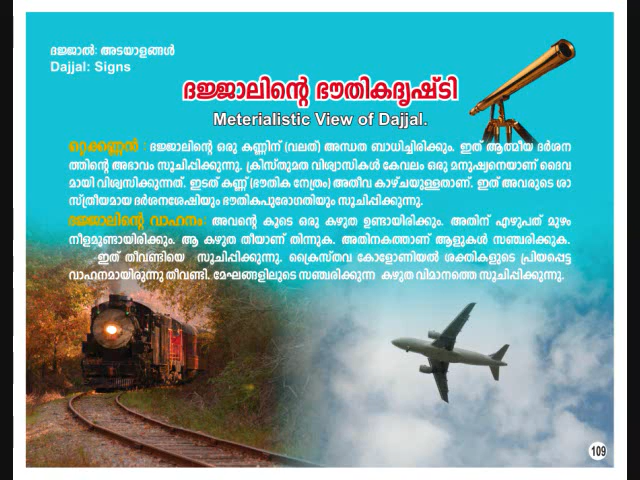 ദജ്ജാൽ: അടയാളങ്ങൾ
Dajjal: Signs
ദജ്ജാലിന്റെ ഭൗതികദൃഷ്ടി
Meterialistic View of Dajjal.
ഒറ്റക്കണ്ണൻ : ദജ്ജാലിന്റെ ഒരു കണ്ണിന് (വലത്) അന്ധത ബാധിച്ചിരിക്കും. ഇത് ആത്മീയ ദർശന
ത്തിന്റെ അഭാവം സൂചിപ്പിക്കുന്നു. ക്രിസ്തുമത വിശ്വാസികൾ കേവലം ഒരു മനുഷ്യനെയാണ് ദൈവ
മായി വിശ്വസിക്കുന്നത്. ഇടത് കണ്ണ് (ഭൗതിക നേത്രം) അതീവ കാഴ്ചയുള്ളതാണ്. ഇത് അവരുടെ ശാ
സ്ത്രീയമായ ദർശനശേഷിയും ഭൗതികപുരോഗതിയും സൂചിപ്പിക്കുന്നു.
ദജ്ജാലിന്റെ വാഹനം: അവന്റെ കൂടെ ഒരു കഴുത ഉണ്ടായിരിക്കും. അതിന് എഴുപത് മുഴം
നീളമുണ്ടായിരിക്കും. ആ കഴുത തീയാണ് തിന്നുക. അതിനകത്താണ് ആളുകൾ സഞ്ചരിക്കുക.
ഇത് തീവണ്ടിയെ സൂചിപ്പിക്കുന്നു. ക്രൈസ്തവ കോളോണിയൽ ശക്തികളുടെ പ്രിയപ്പെട്ട
വാഹനമായിരുന്നു തീവണ്ടി. മേഘങ്ങളിലൂടെ സഞ്ചരിക്കുന്ന കഴുത വിമാനത്തെ സൂചിപ്പിക്കുന്നു.
109